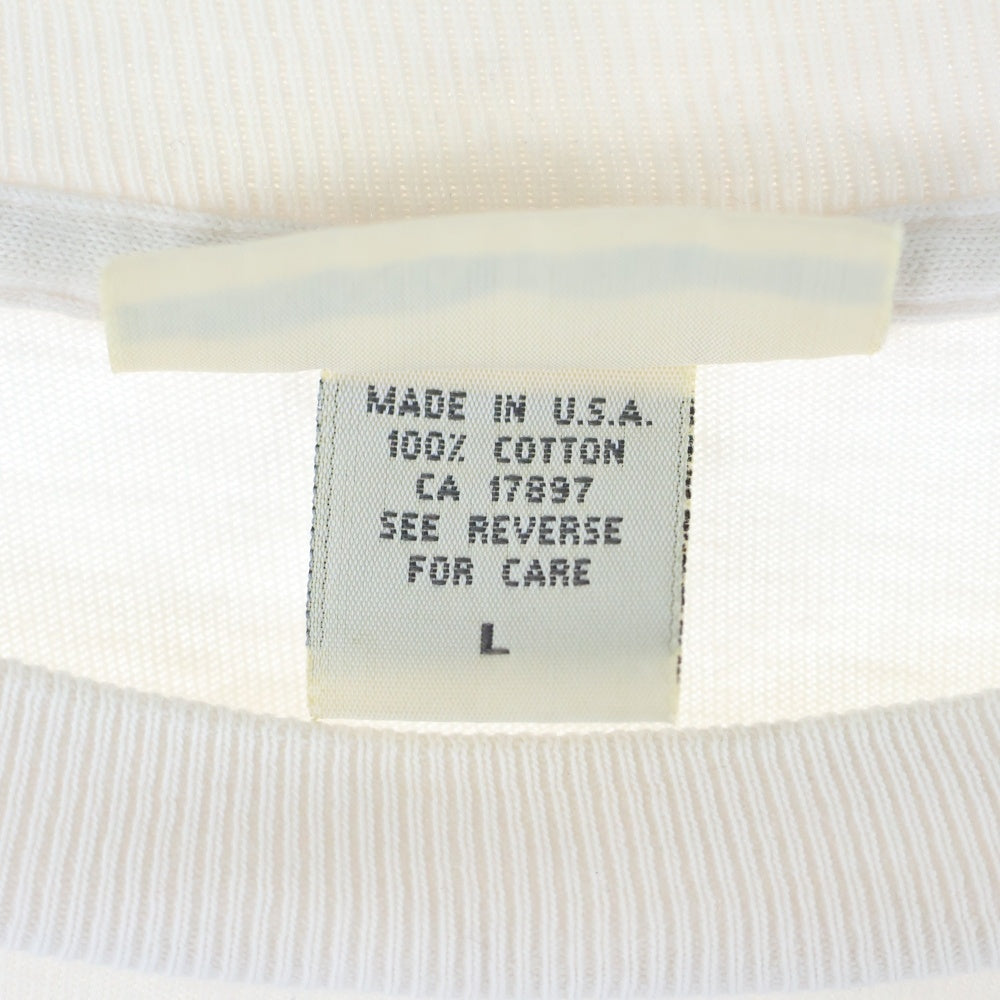 MADE IN U.S.A.
100% COTTON
CA 17897
SEE REVERSE
FOR CARE
L